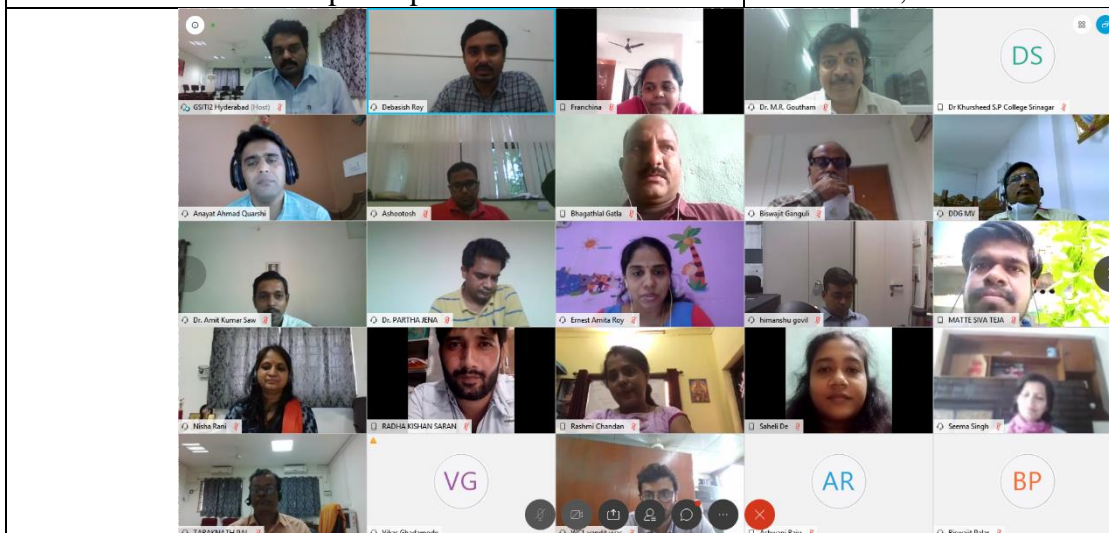 DS
GSITI2 Hyderabad (Host)
Debasish Roy
Franchina
Dr. M.R. Goutham
Dr Khursheed S.P College Srinagar
Anayat Ahmad Quarshi
Ashootosh
Bhagathlal Gatla
Biswajit Ganguli
DDG MV
Dr. Amit Kumar Saw
Dr. PARTHA JENA
Ernest Amita Roy
himanshu govil
MATTE SIVA TEJA
Nisha Rani
RADHA KISHAN SARAN
Rashmi Chandan
Saheli De
Seema Singh
VG
AR
BP